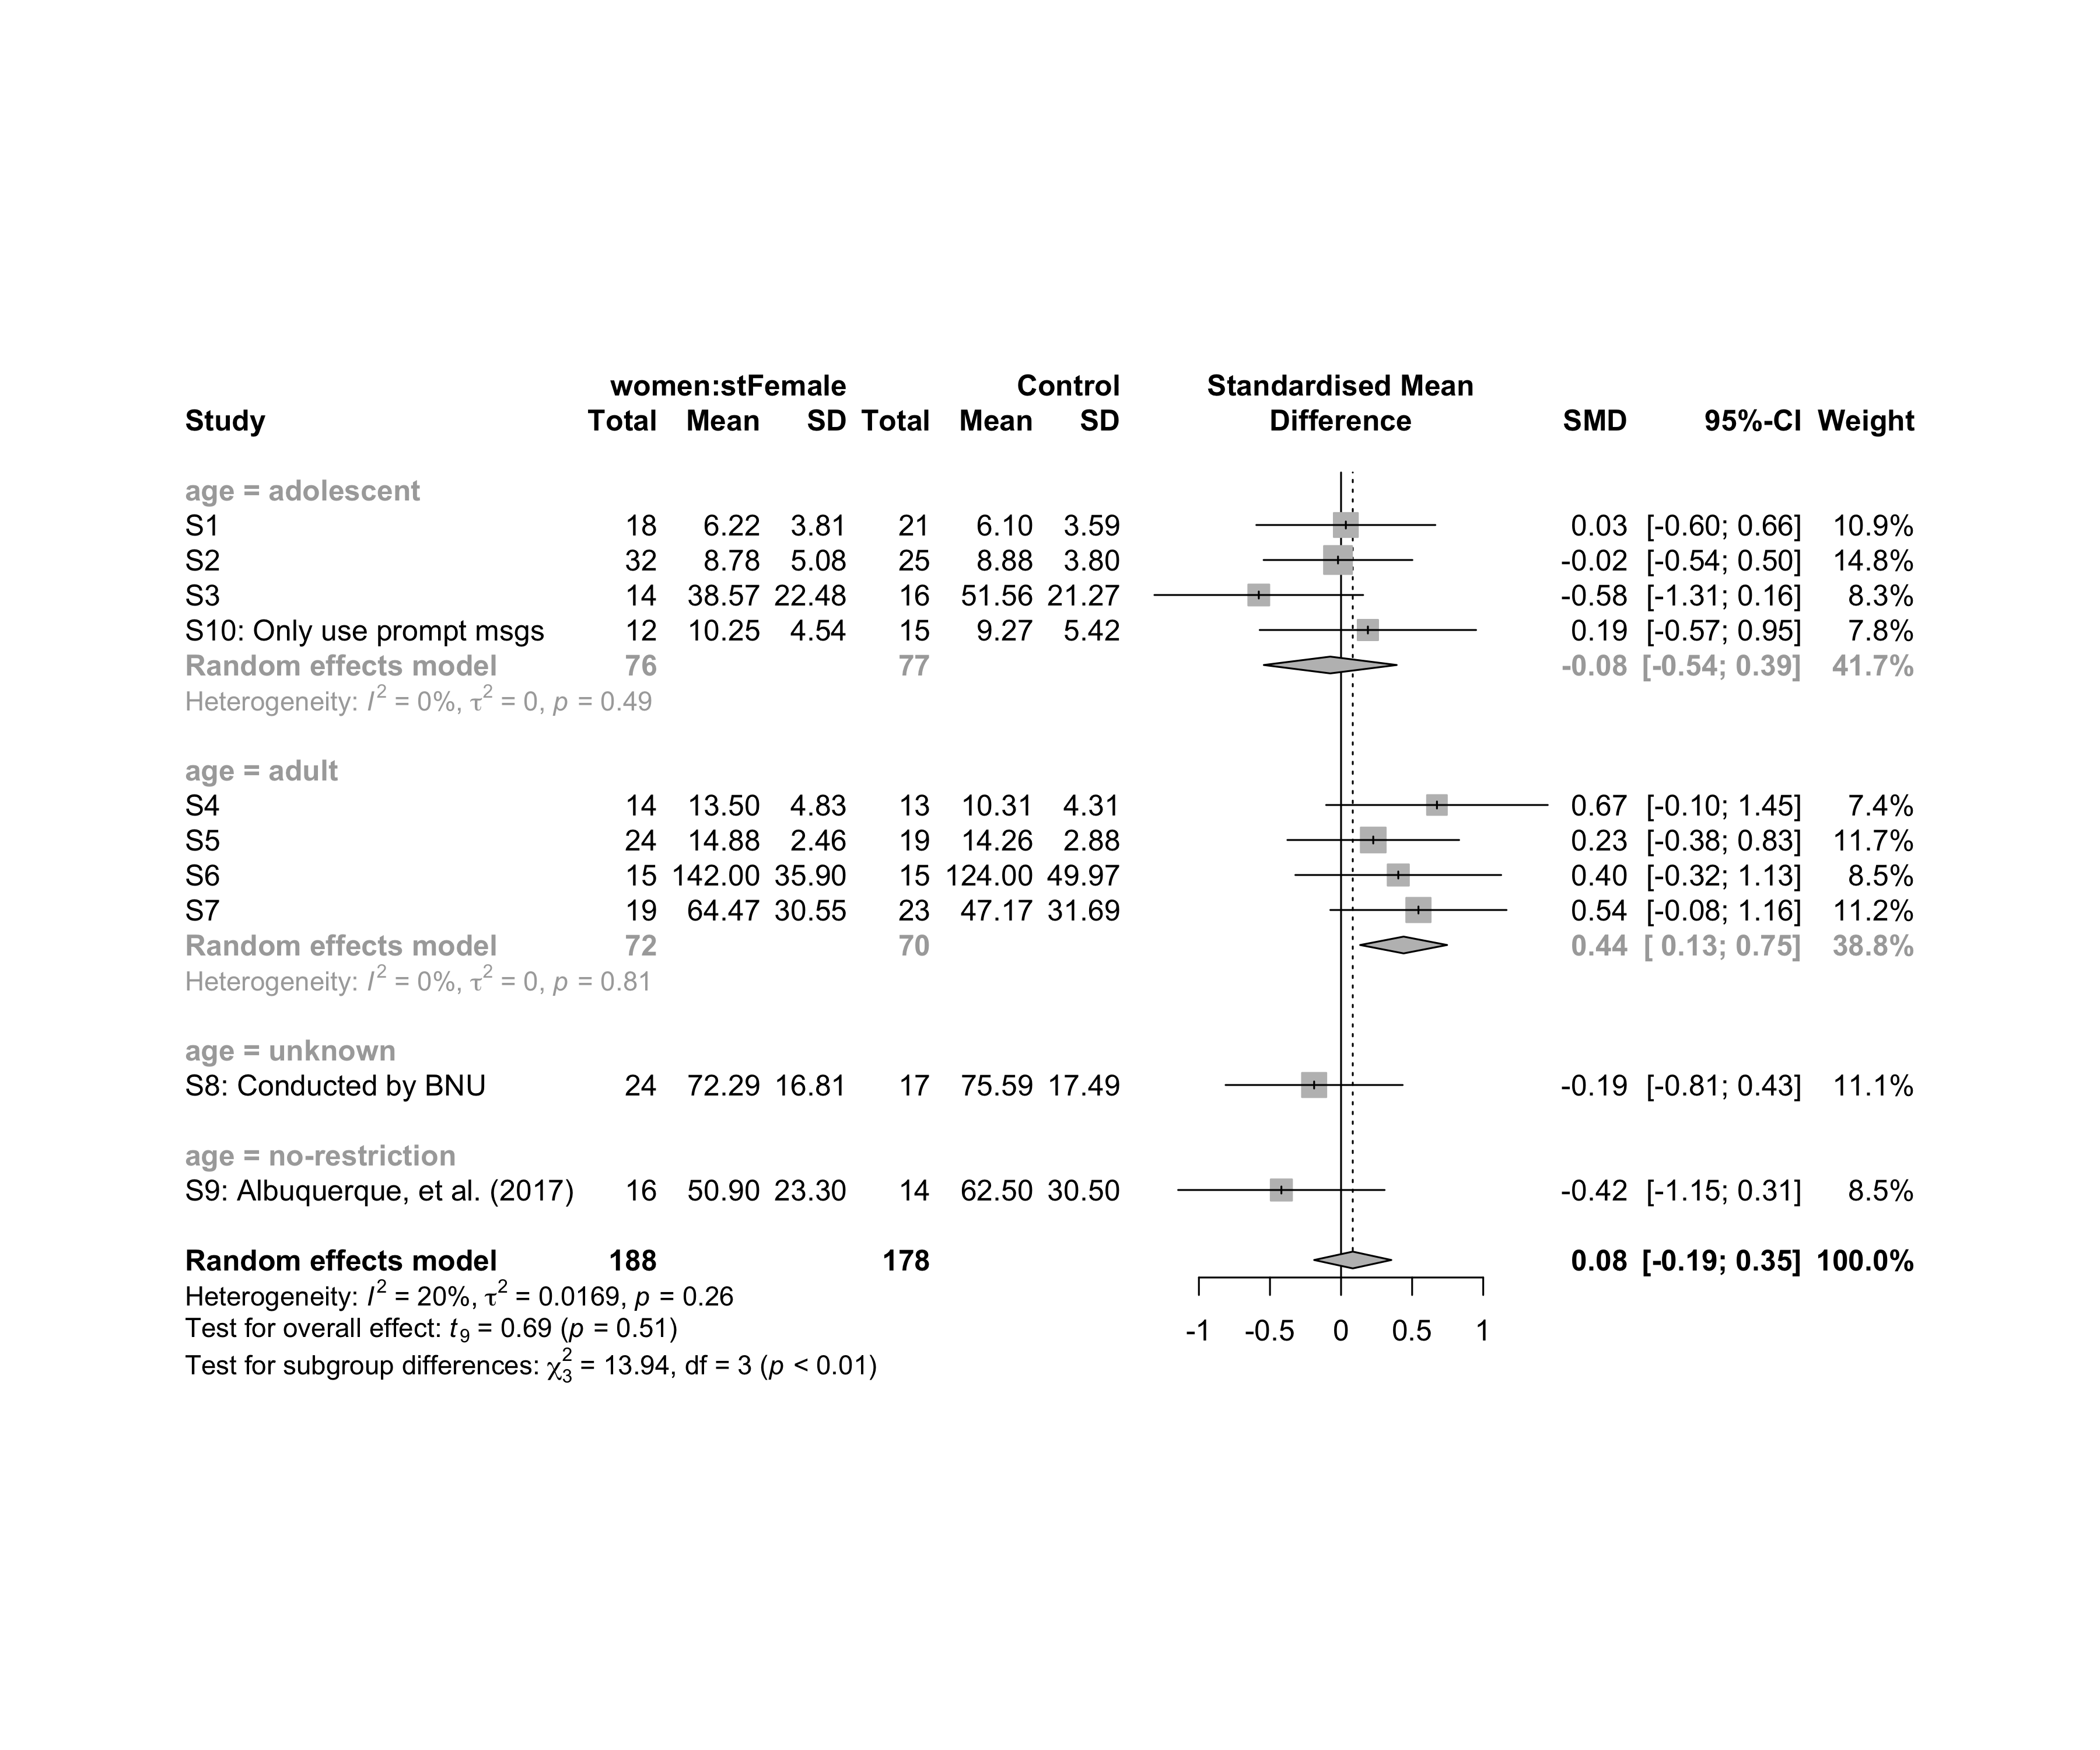 women:stFemale Control Standardised Mean
Study Total Mean SD Total Mean SD Difference SMD 95%-CI Weight
age = adolescent
S1 18 6.22 3.81 21 6.10 3.59 0.03 [-0.60; 0.66] 10.9%
S2 32 8.78 5.08 25 8.88 3.80 -0.02 [-0.54; 0.50] 14.8%
S3 14 38.57 22.48 16 51.56 21.27 -0.58 [-1.31; 0.16] 8.3%
S10: Only use prompt msgs 12 10.25 4.54 15 9.27 5.42 0.19 [-0.57; 0.95] 7.8%
Random effects model 76 77 -0.08 [-0.54; 0.39] 41.7%
Heterogeneity: I² = 0%, τ² = 0, p = 0.49
age = adult
S4 14 13.50 4.83 13 10.31 4.31 0.67 [-0.10; 1.45] 7.4%
S5 24 14.88 2.46 19 14.26 2.88 0.23 [-0.38; 0.83] 11.7%
S6 15 142.00 35.90 15 124.00 49.97 0.40 [-0.32; 1.13] 8.5%
S7 19 64.47 30.55 23 47.17 31.69 0.54 [-0.08; 1.16] 11.2%
Random effects model 72 70 0.44 [ 0.13; 0.75] 38.8%
Heterogeneity: I² = 0%, τ² = 0, p = 0.81
age = unknown
S8: Conducted by BNU 24 72.29 16.81 17 75.59 17.49 -0.19 [-0.81; 0.43] 11.1%
age = no-restriction
S9: Albuquerque, et al. (2017) 16 50.90 23.30 14 62.50 30.50 -0.42 [-1.15; 0.31] 8.5%
Random effects model 188 178 0.08 [-0.19; 0.35] 100.0%
Heterogeneity: I² = 20%, τ² = 0.0169, p = 0.26
Test for overall effect: t₉ = 0.69 (p = 0.51)
-1 -0.5 0 0.5 1
Test for subgroup differences: χ²₃ = 13.94, df = 3 (p < 0.01)